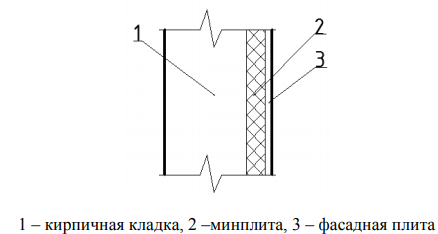 1
2
3
1 – кирпичная кладка, 2 –минплита, 3 – фасадная плита